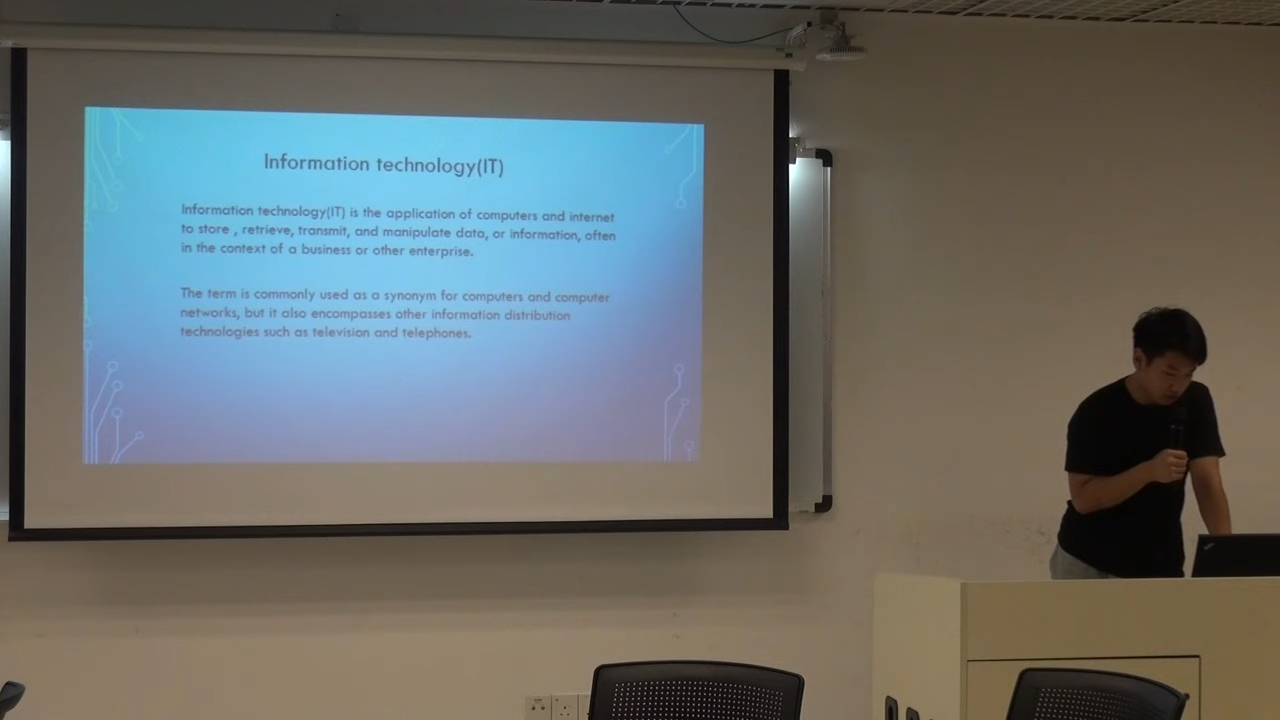 Information technology(IT)
Information technology(IT) is the application of computers and internet
to store , retrieve, transmit, and manipulate data, or information, often
in the context of a business or other enterprise.
The term is commonly used as a synonym for computers and computer
networks, but it also encompasses other information distribution
technologies such as television and telephones.